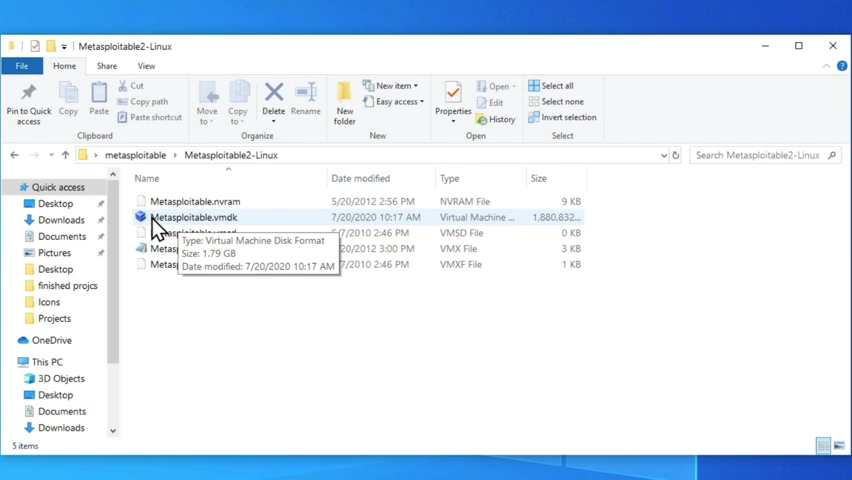 Metasploitable2-Linux
File Home Share View
Pin to Quick access
Copy
Paste
Cut
Copy path
Paste shortcut
Clipboard
Move to
Copy to
Delete
Rename
Organize
New folder
New item
Easy access
New
Properties
Open
Edit
History
Open
Select all
Select none
Invert selection
Select
metasploitable > Metasploitable2-Linux
Search Metasploitable2-Linux
Name Date modified Type Size
Metasploitable.nvram 5/20/2012 2:56 PM NVRAM File 9 KB
Metasploitable.vmdk 7/20/2020 10:17 AM Virtual Machine ... 1,880,832...
2:46 PM VMSD File 0 KB
Metas 3:00 PM VMX File 3 KB
Metas 2:46 PM VMXF File 1 KB
Type: Virtual Machine Disk Format
Size: 1.79 GB
Date modified: 7/20/2020 10:17 AM
Quick access
Desktop
Downloads
Documents
Pictures
Desktop
finished projcs
Icons
Projects
OneDrive
This PC
3D Objects
Desktop
Documents
Downloads
5 items